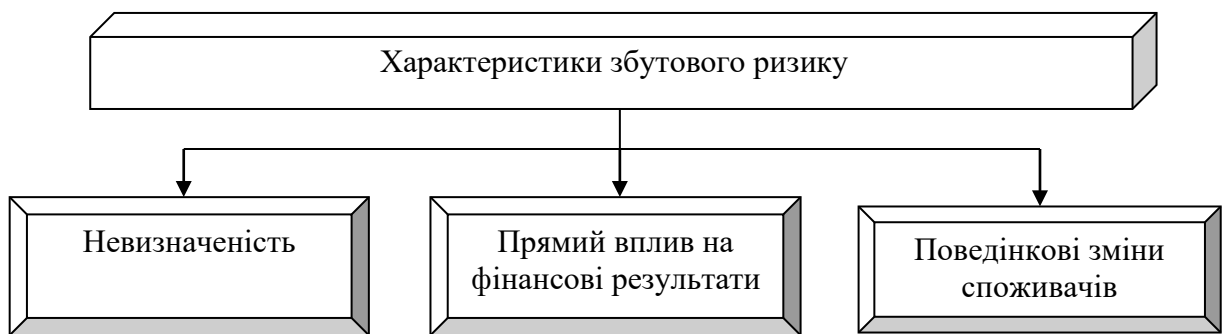 Характеристики збутового ризику
Невизначеність
Прямий вплив на
фінансові результати
Поведінкові зміни
споживачів